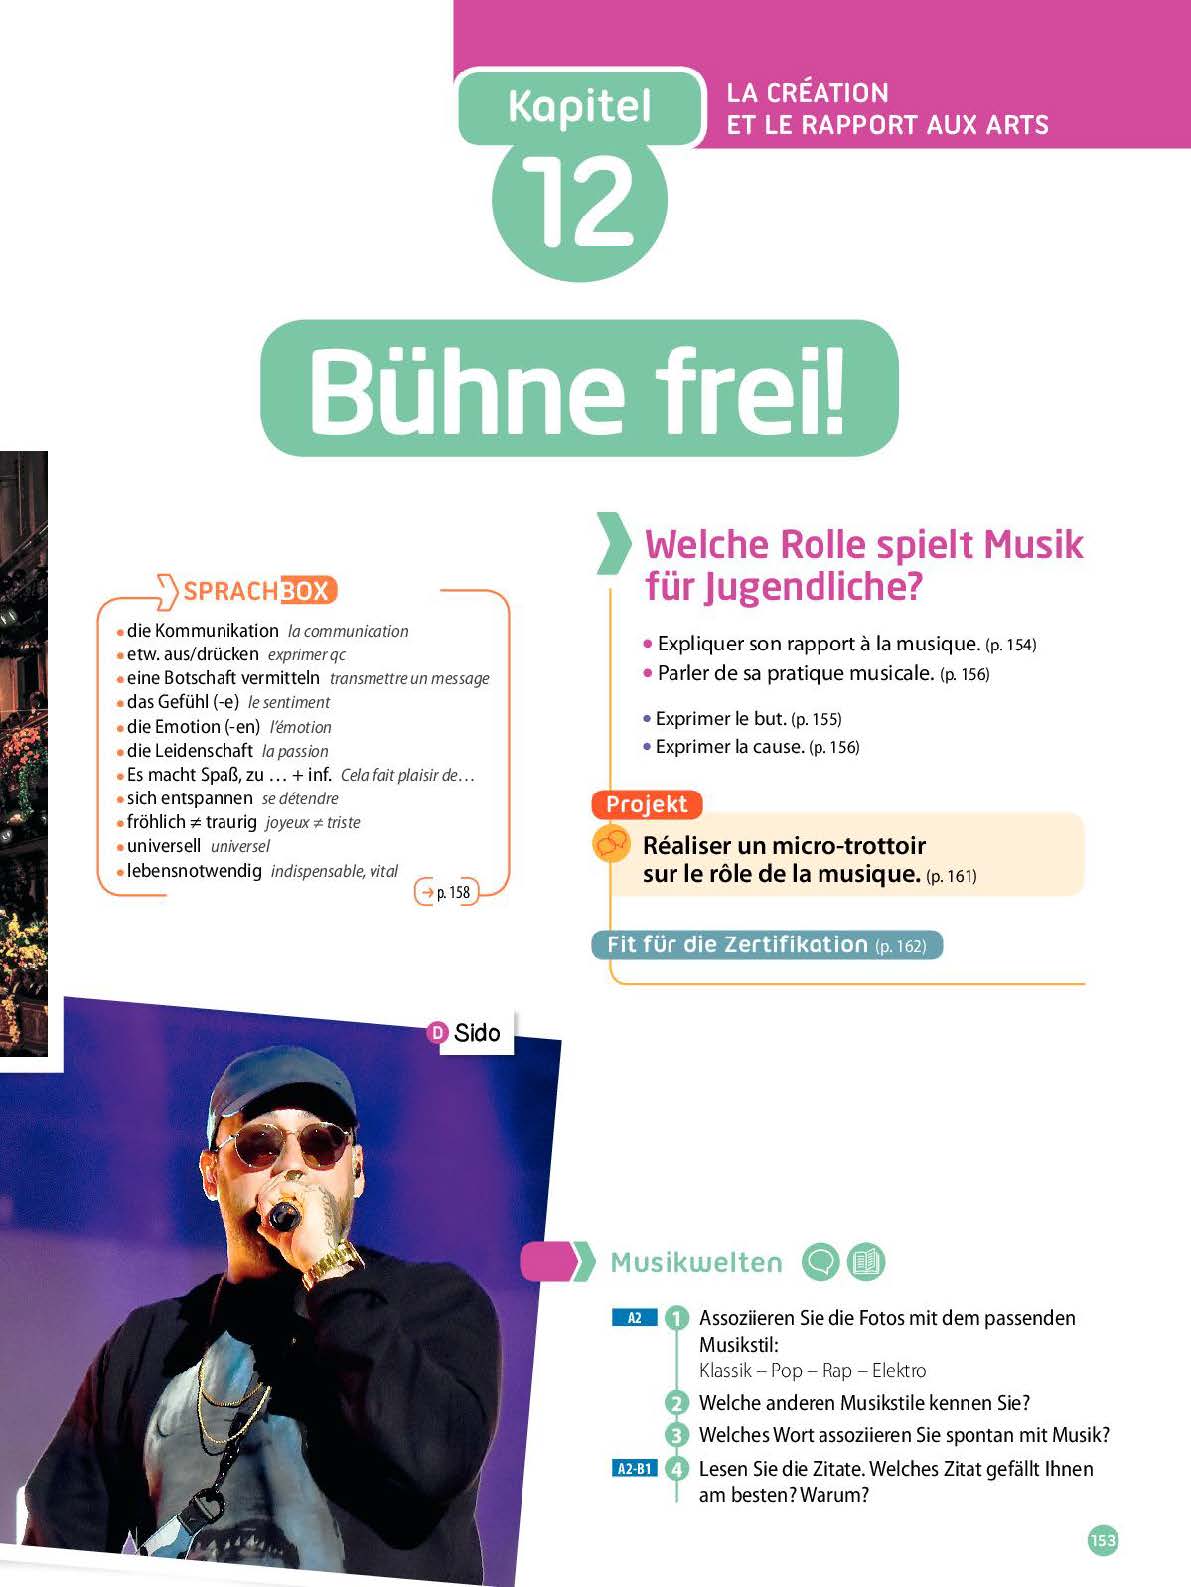 Kapitel
12
LA CRÉATION
ET LE RAPPORT AUX ARTS
Bühne frei!
SPRACHBOX
• die Kommunikation la communication
• etw. aus/drücken exprimer qc
• eine Botschaft vermitteln transmettre un message
• das Gefühl (-e) le sentiment
• die Emotion (-en) l'émotion
• die Leidenschaft la passion
• Es macht Spaß, zu ... + inf. Cela fait plaisir de...
• sich entspannen se détendre
• fröhlich ≠ traurig joyeux ≠ triste
• universell universel
• lebensnotwendig indispensable, vital
→ p. 158
Welche Rolle spielt Musik
für Jugendliche?
• Expliquer son rapport à la musique. (p. 154)
• Parler de sa pratique musicale. (p. 156)
• Exprimer le but. (p. 155)
• Exprimer la cause. (p. 156)
Projekt
Réaliser un micro-trottoir
sur le rôle de la musique. (p. 161)
Fit für die Zertifikation (p. 162)
D Sido
Musikwelten
A2 1 Assoziieren Sie die Fotos mit dem passenden
Musikstil:
Klassik – Pop – Rap – Elektro
2 Welche anderen Musikstile kennen Sie?
3 Welches Wort assoziieren Sie spontan mit Musik?
A2-B1 4 Lesen Sie die Zitate. Welches Zitat gefällt Ihnen
am besten? Warum?
153